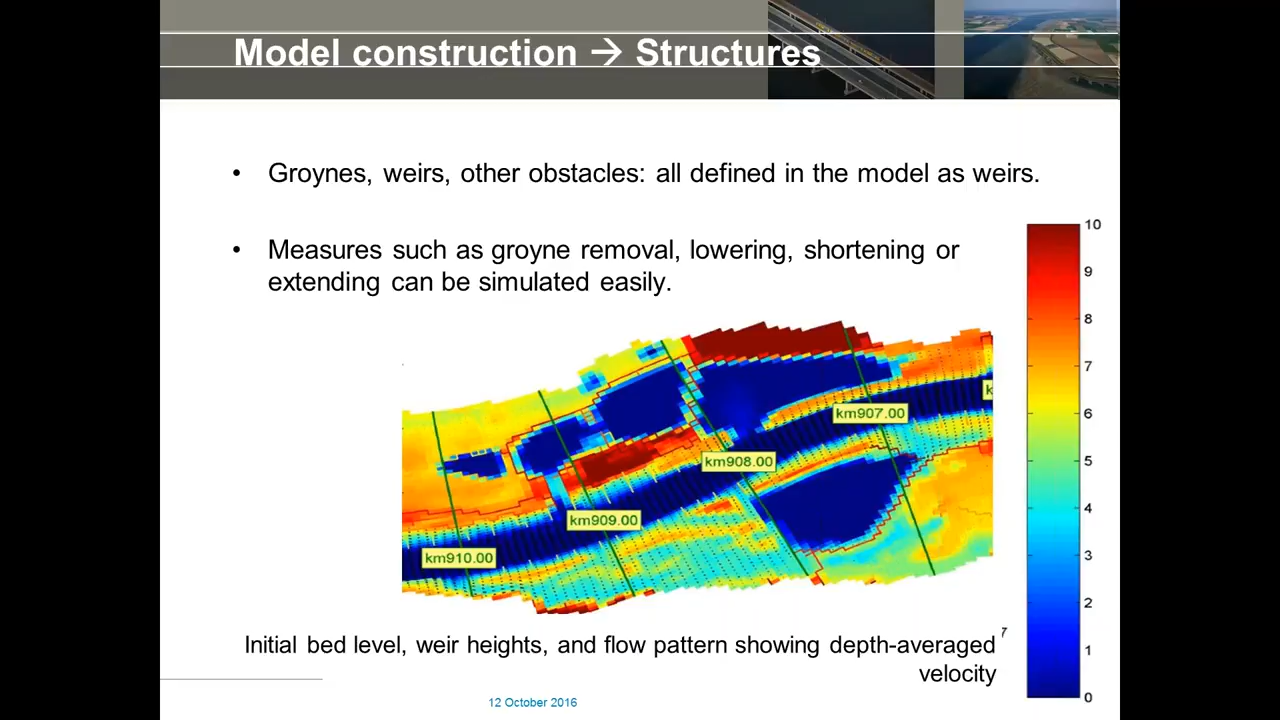 Model construction → Structures
• Groynes, weirs, other obstacles: all defined in the model as weirs.
• Measures such as groyne removal, lowering, shortening or
extending can be simulated easily.
10
9
8
7
6
5
4
3
2
1
0
km907.00
k
km908.00
km909.00
km910.00
7
Initial bed level, weir heights, and flow pattern showing depth-averaged
velocity
12 October 2016